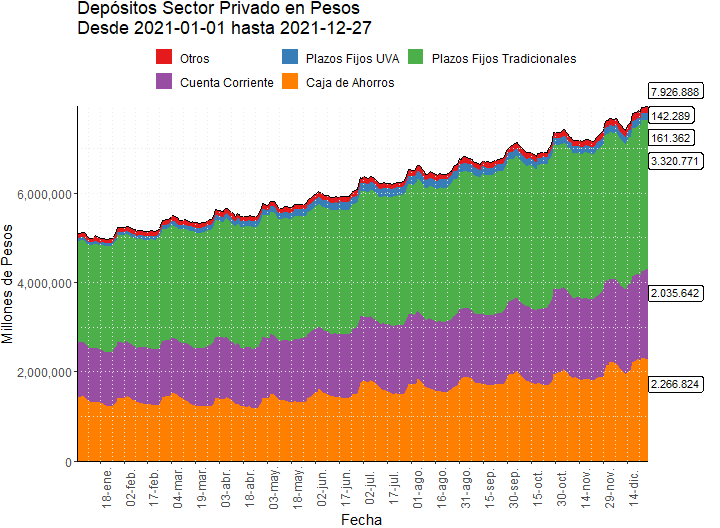 Depósitos Sector Privado en Pesos
Desde 2021-01-01 hasta 2021-12-27
Otros
Plazos Fijos UVA
Plazos Fijos Tradicionales
Cuenta Corriente
Caja de Ahorros
7.926.888
142.289
161.362
3.320.771
2.035.642
2.266.824
Millones de Pesos
6,000,000
4,000,000
2,000,000
0
18-ene.
02-feb.
17-feb.
04-mar.
19-mar.
03-abr.
18-abr.
03-may.
18-may.
02-jun.
17-jun.
02-jul.
17-jul.
01-ago.
16-ago.
31-ago.
15-sep.
30-sep.
15-oct.
30-oct.
14-nov.
29-nov.
14-dic.
Fecha